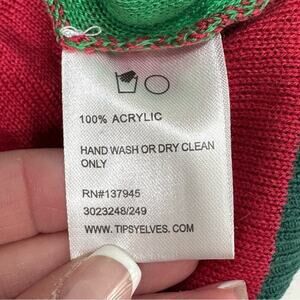 100% ACRYLIC
HAND WASH OR DRY CLEAN
ONLY
RN#137945
3023248/249
WWW.TIPSYELVES.COM